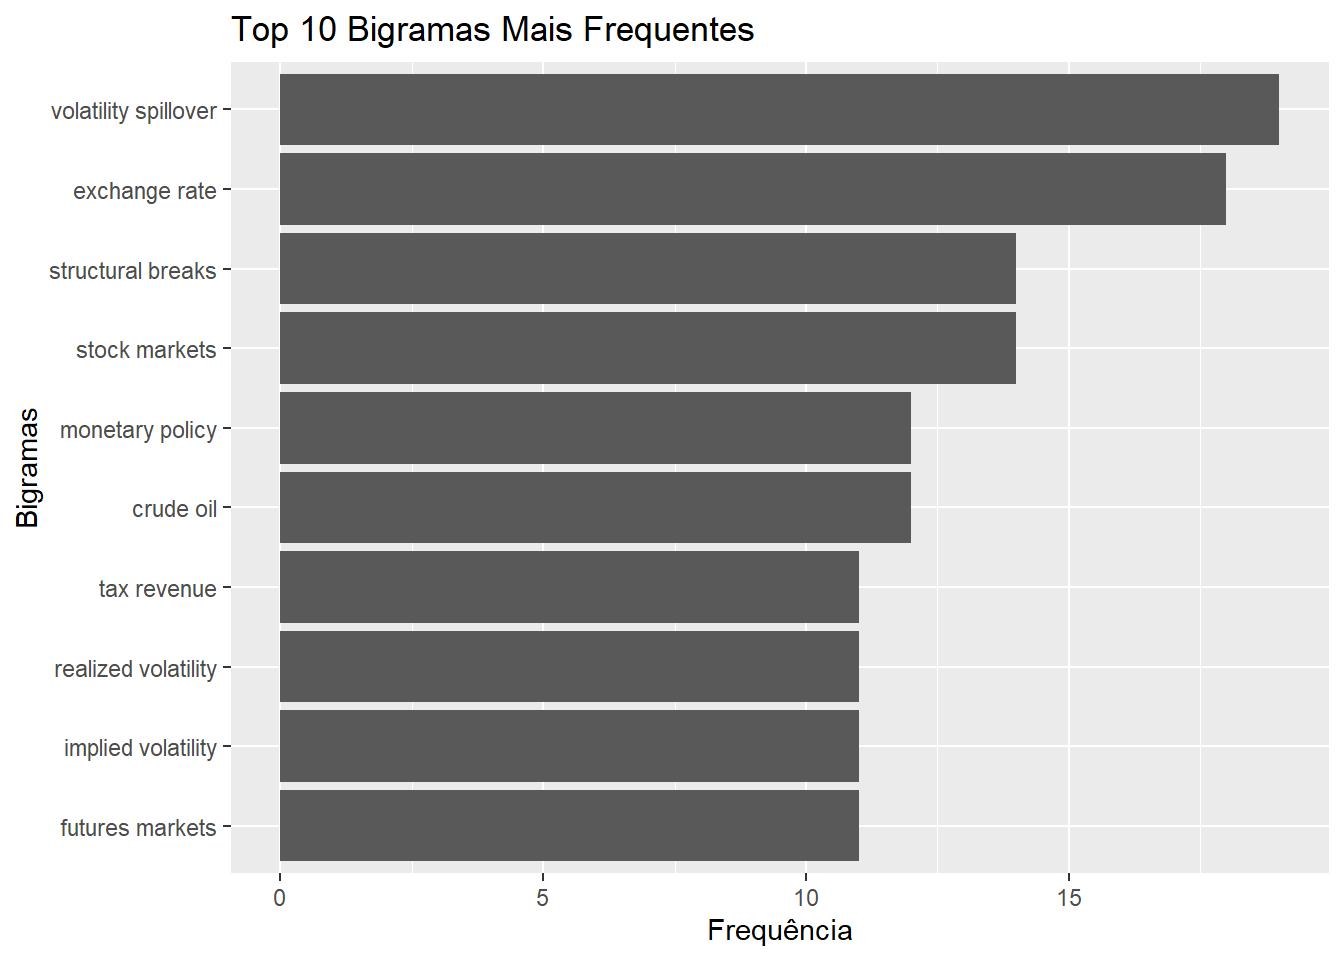 Top 10 Bigramas Mais Frequentes
Bigramas
volatility spillover
exchange rate
structural breaks
stock markets
monetary policy
crude oil
tax revenue
realized volatility
implied volatility
futures markets
0 5 10 15
Frequência